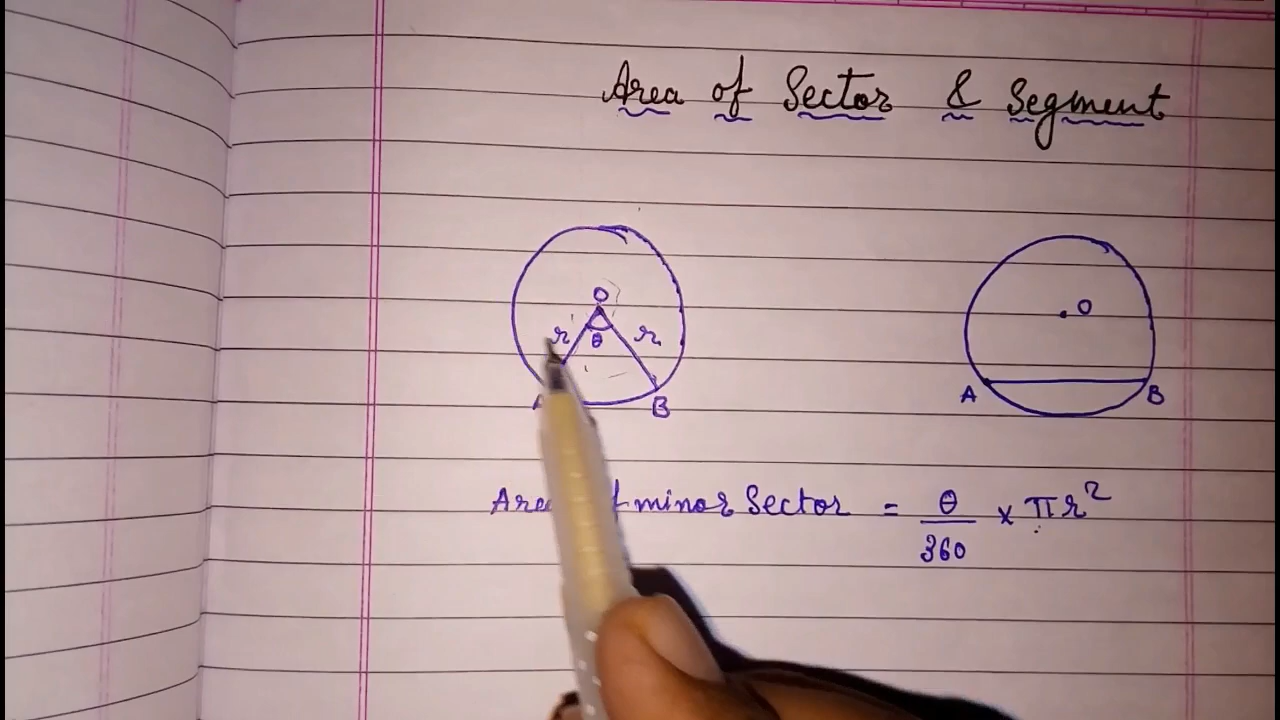 Area of Sector & Segment
O
r θ r
B
O
A B
minor Sector = θ/360 × πr²